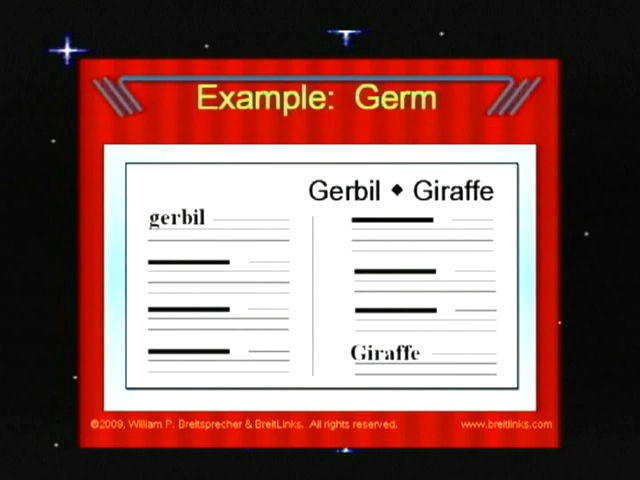 Example: Germ
Gerbil ◆ Giraffe
gerbil
Giraffe
©2009, William P. Breitsprecher & BreitLinks. All rights reserved.
www.breitlinks.com